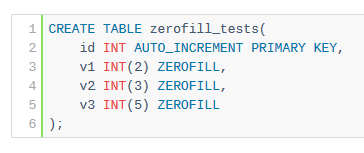 1 CREATE TABLE zerofill_tests(
2 id INT AUTO_INCREMENT PRIMARY KEY,
3 v1 INT(2) ZEROFILL,
4 v2 INT(3) ZEROFILL,
5 v3 INT(5) ZEROFILL
6 );